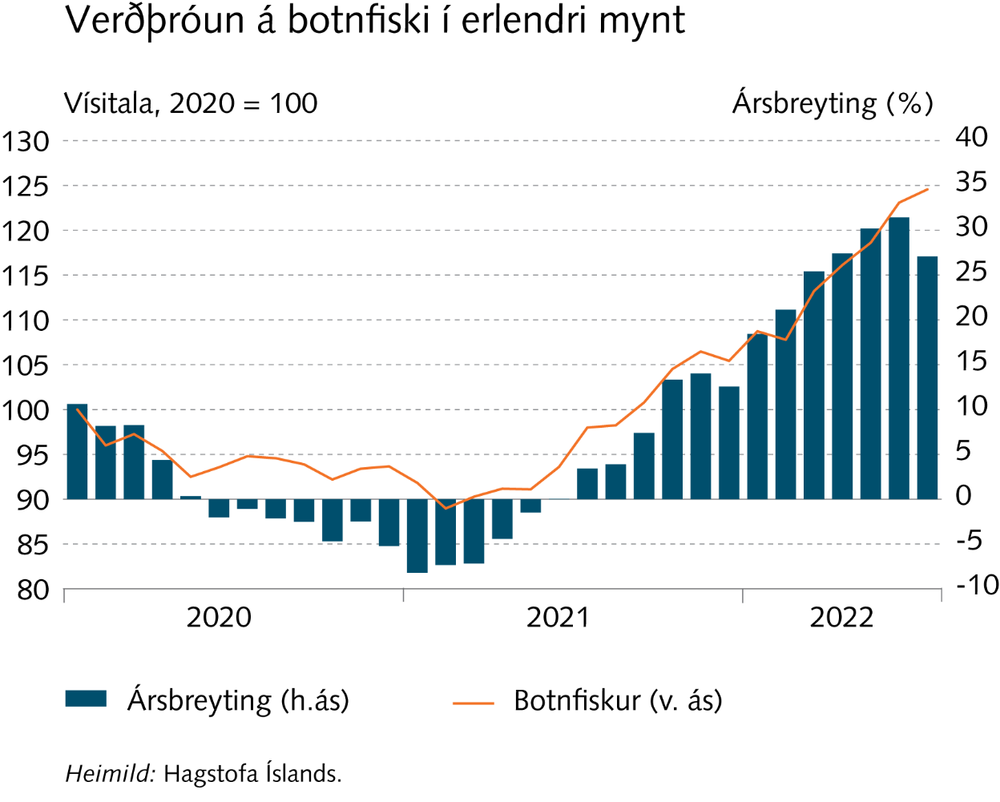 Verðþróun á botnfiski í erlendri mynt
Vísitala, 2020 = 100 Ársbreyting (%)
130 40
125 35
120 30
115 25
110 20
105 15
100 10
95 5
90 0
85 -5
80 -10
2020 2021 2022
Ársbreyting (h.ás) Botnfiskur (v. ás)
Heimild: Hagstofa Íslands.